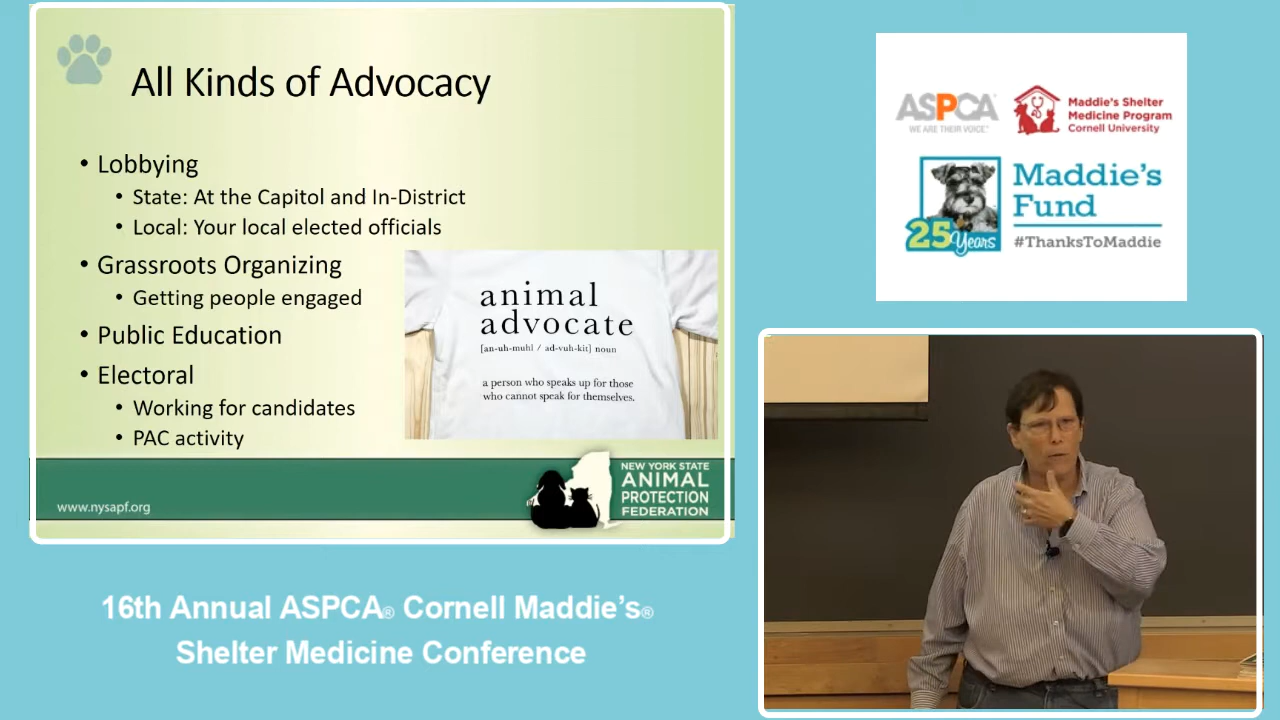 All Kinds of Advocacy
• Lobbying
• State: At the Capitol and In-District
• Local: Your local elected officials
• Grassroots Organizing
• Getting people engaged
• Public Education
• Electoral
• Working for candidates
• PAC activity
animal
advocate
[an-uh-muhl / ad-vuh-kit] noun
a person who speaks up for those
who cannot speak for themselves.
www.nysapf.org
NEW YORK STATE
ANIMAL
PROTECTION
FEDERATION
16th Annual ASPCA® Cornell Maddie's®
Shelter Medicine Conference
ASPCA
WE ARE THEIR VOICE™
Maddie's Shelter
Medicine Program
Cornell University
Maddie's
Fund
25 Years
#ThanksToMaddie